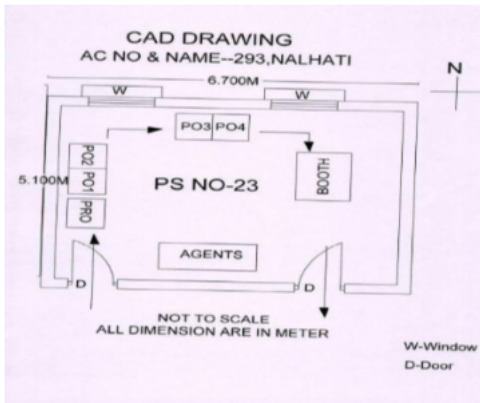 CAD DRAWING
AC NO & NAME--293,NALHATI
6.700M
N
W
W
PO3 PO4
PO2 PO1
5.100M
PS NO-23
BOOTH
PRO
AGENTS
D
D
NOT TO SCALE
ALL DIMENSION ARE IN METER
W-Window
D-Door